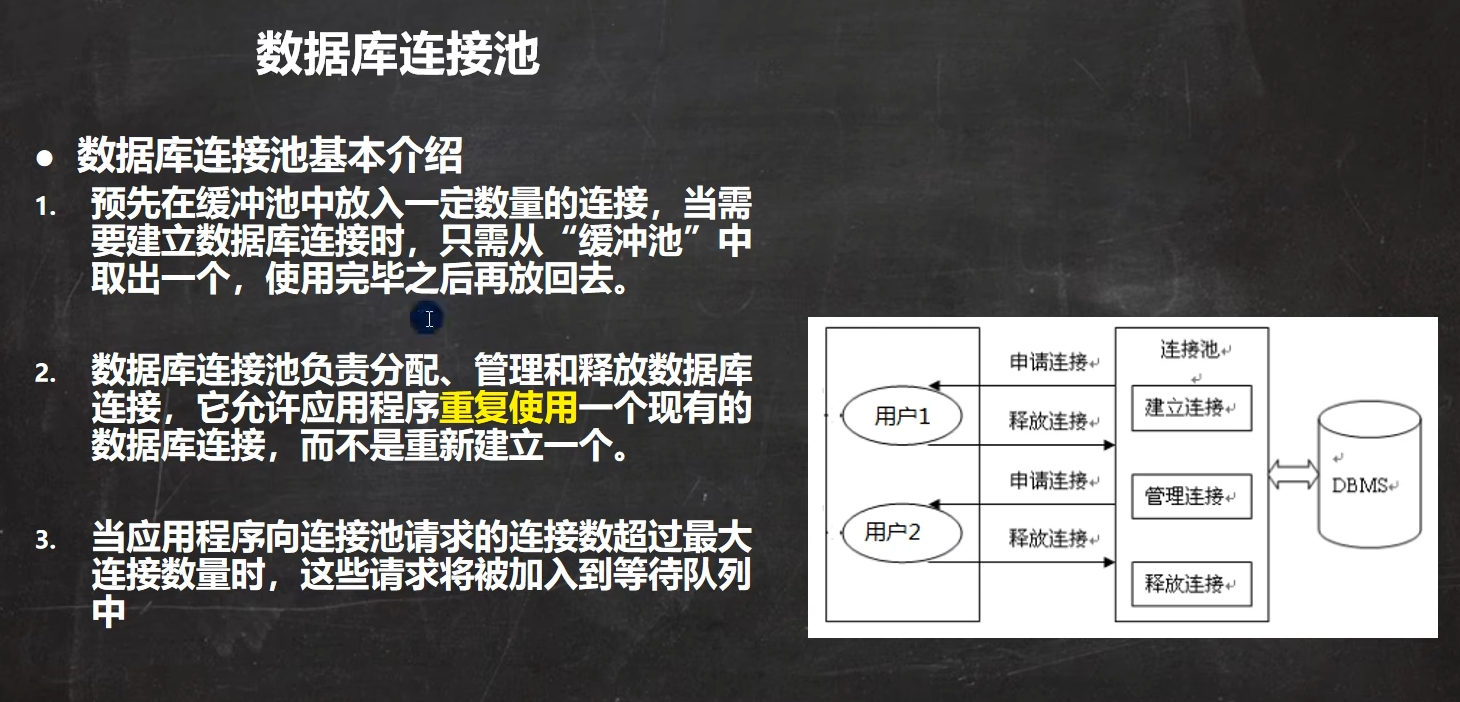 数据库连接池
● 数据库连接池基本介绍
1. 预先在缓冲池中放入一定数量的连接，当需
要建立数据库连接时，只需从“缓冲池”中
取出一个，使用完毕之后再放回去。
2. 数据库连接池负责分配、管理和释放数据库
连接，它允许应用程序重复使用一个现有的
数据库连接，而不是重新建立一个。
3. 当应用程序向连接池请求的连接数超过最大
连接数量时，这些请求将被加入到等待队列
中
用户1
用户2
申请连接
释放连接
申请连接
释放连接
连接池
建立连接
管理连接
释放连接
DBMS